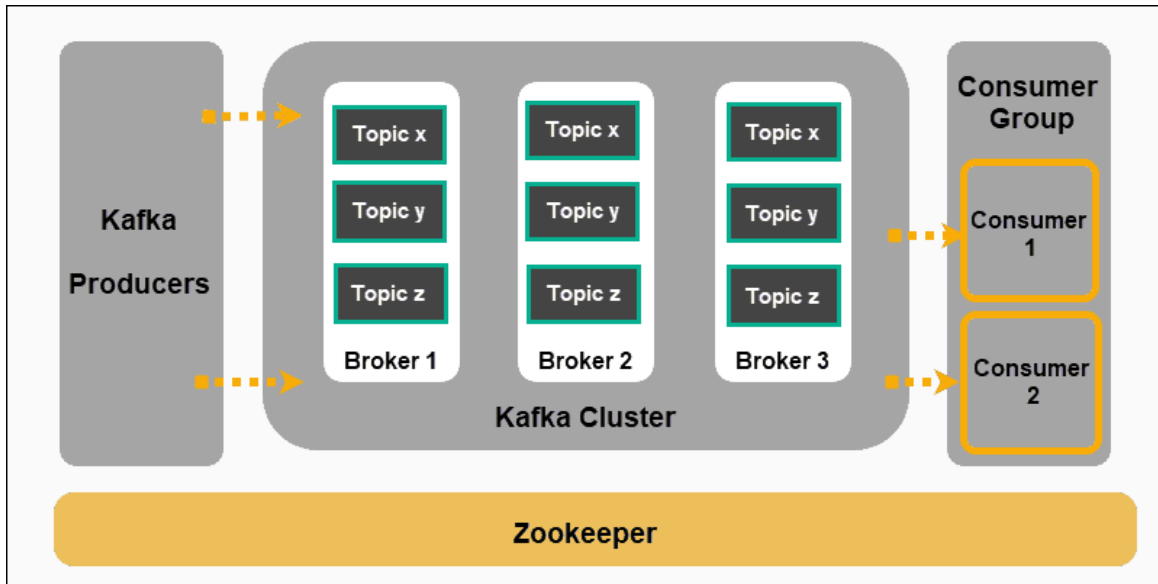 Kafka
Producers
Topic x
Topic y
Topic z
Broker 1
Topic x
Topic y
Topic z
Broker 2
Topic x
Topic y
Topic z
Broker 3
Kafka Cluster
Consumer
Group
Consumer
1
Consumer
2
Zookeeper